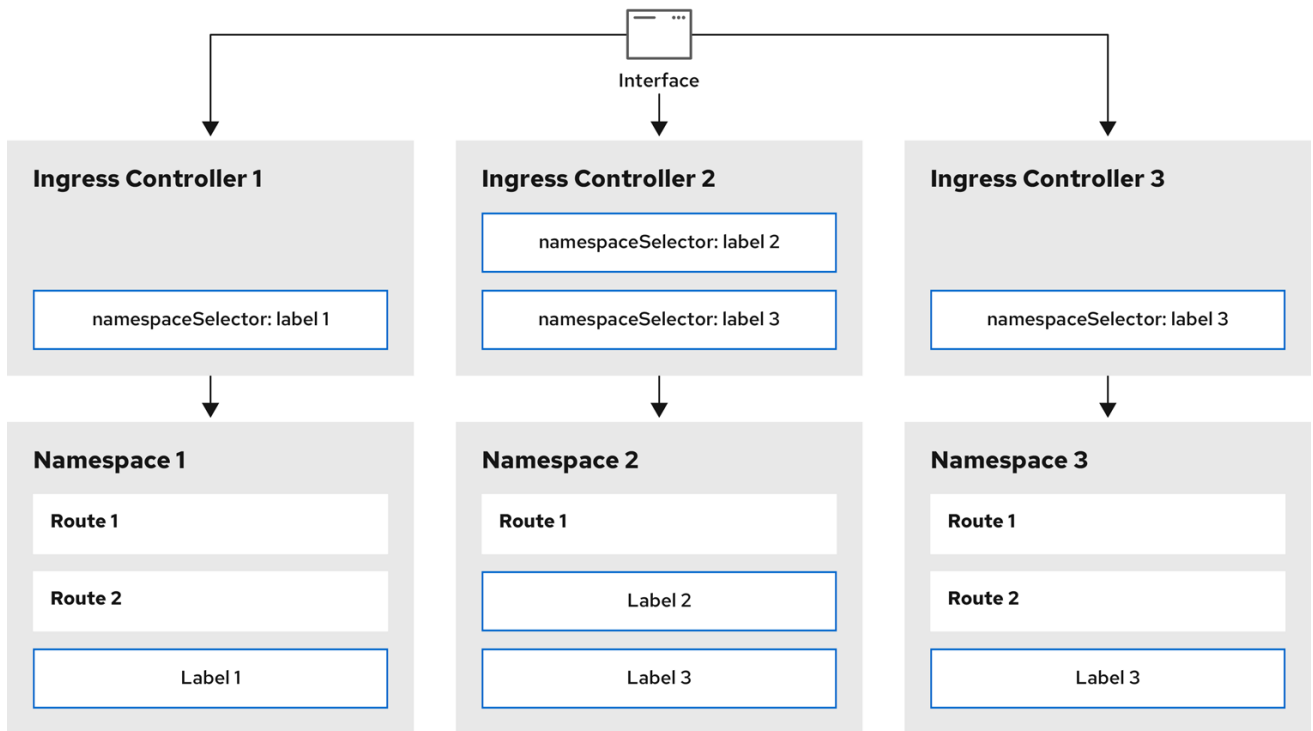 Interface
Ingress Controller 1
namespaceSelector: label 1
Ingress Controller 2
namespaceSelector: label 2
namespaceSelector: label 3
Ingress Controller 3
namespaceSelector: label 3
Namespace 1
Route 1
Route 2
Label 1
Namespace 2
Route 1
Label 2
Label 3
Namespace 3
Route 1
Route 2
Label 3